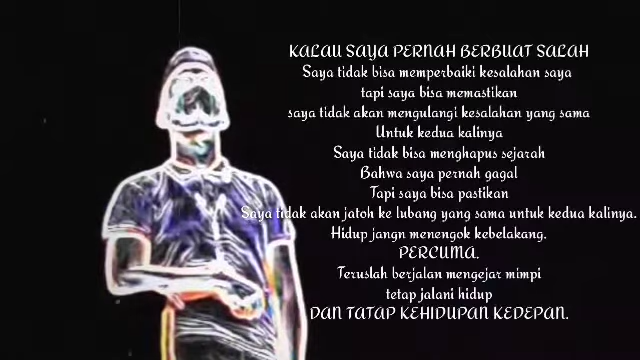 KALAU SAYA PERNAH BERBUAT SALAH
Saya tidak bisa memperbaiki kesalahan saya
tapi saya bisa memastikan
saya tidak akan mengulangi kesalahan yang sama
Untuk kedua kalinya
Saya tidak bisa menghapus sejarah
Bahwa saya pernah gagal
Tapi saya bisa pastikan
Saya tidak akan jatoh ke lubang yang sama untuk kedua kalinya.
Hidup jangn menengok kebelakang.
PERCUMA.
Teruslah berjalan mengejar mimpi
tetap jalani hidup
DAN TATAP KEHIDUPAN KEDEPAN.